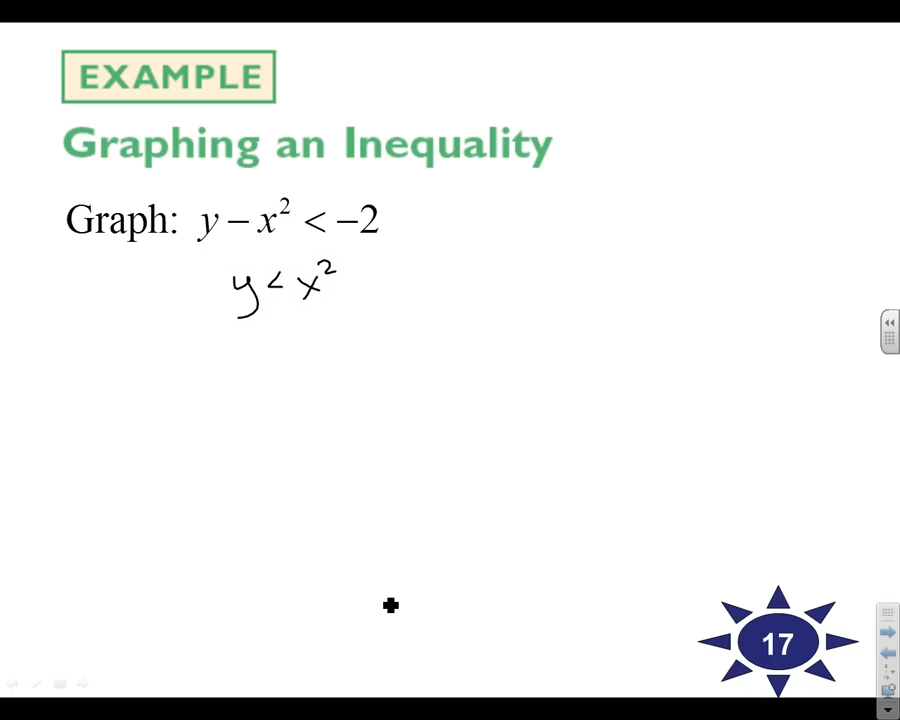 EXAMPLE
Graphing an Inequality
Graph: y − x² < −2
y < x²
17